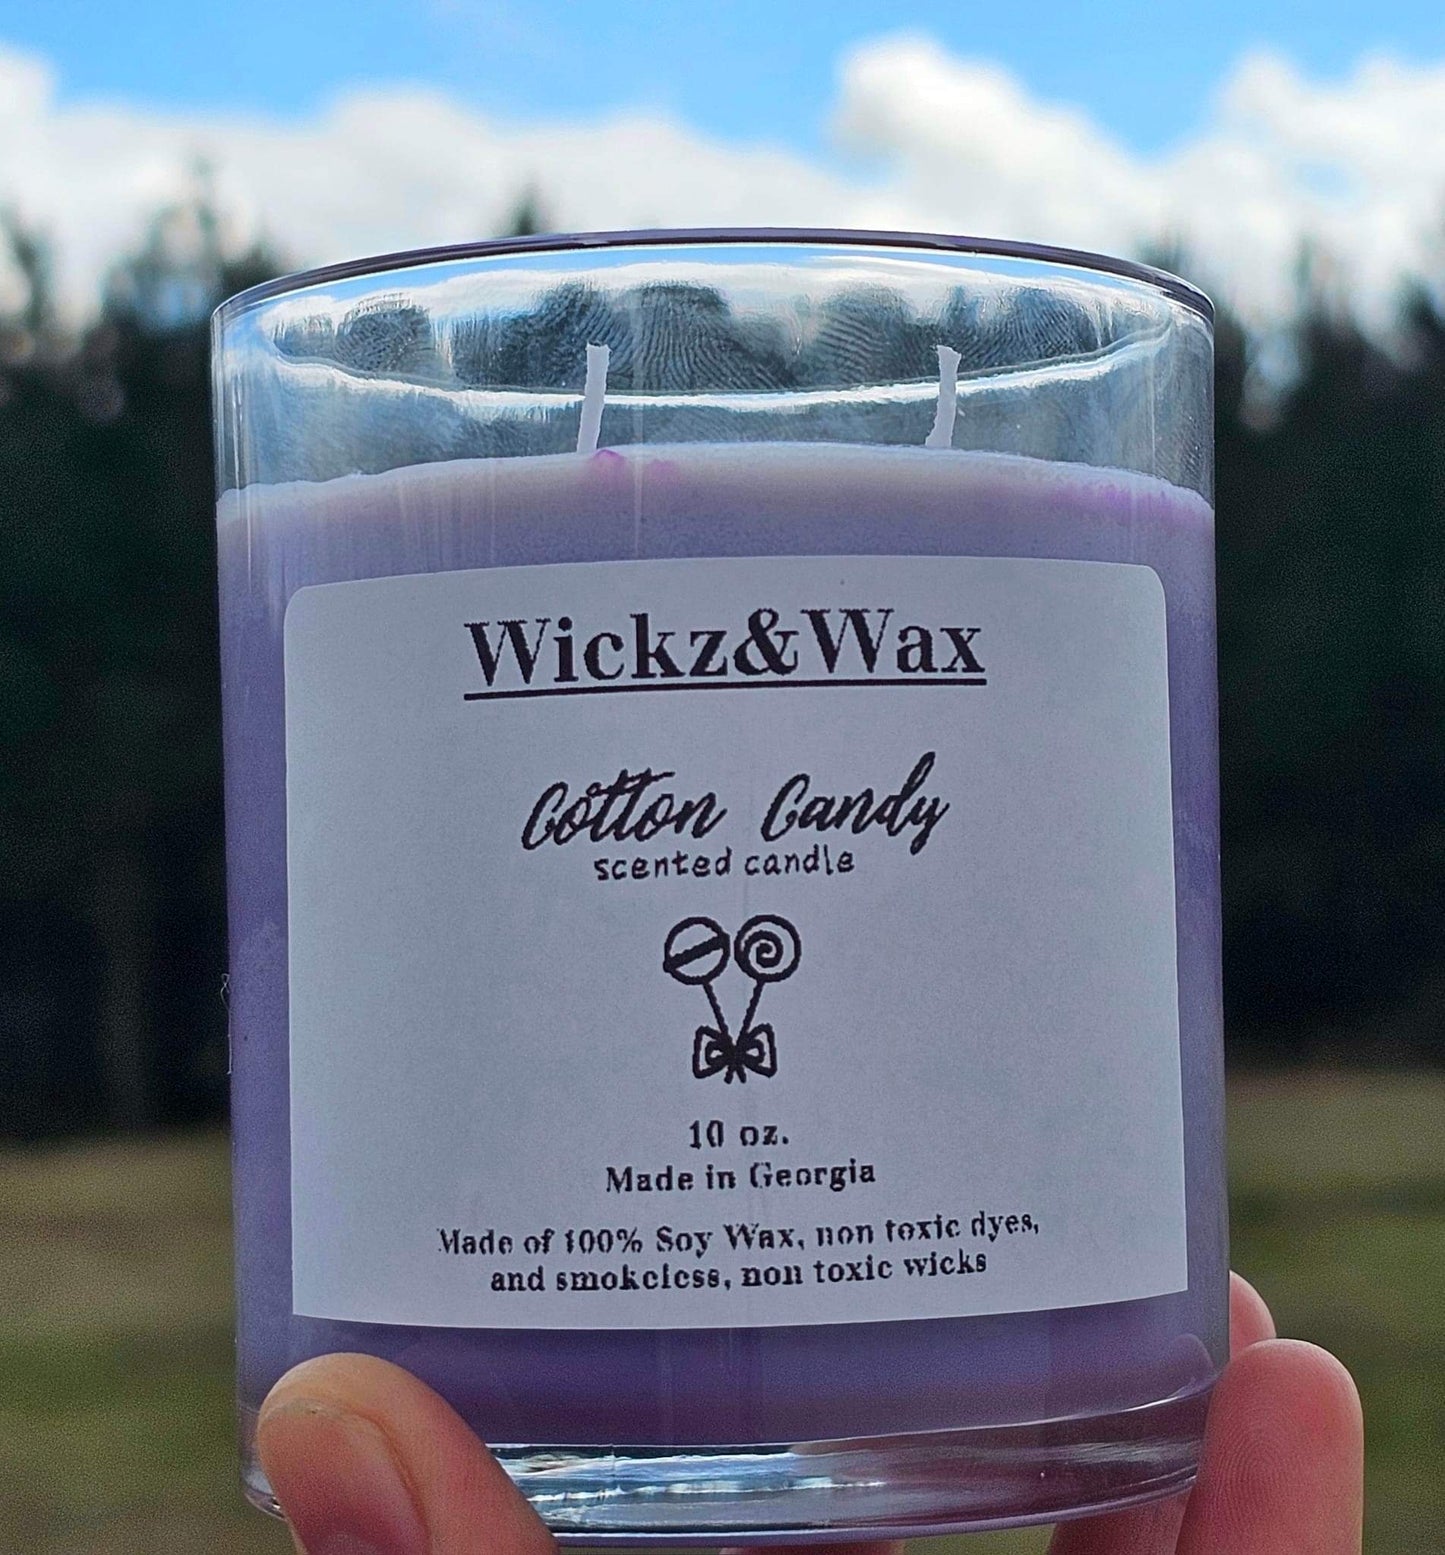 Wickz&Wax
Cotton Candy
scented candle
10 oz.
Made in Georgia
Made of 100% Soy Wax, non toxic dyes,
and smokeless, non toxic wicks